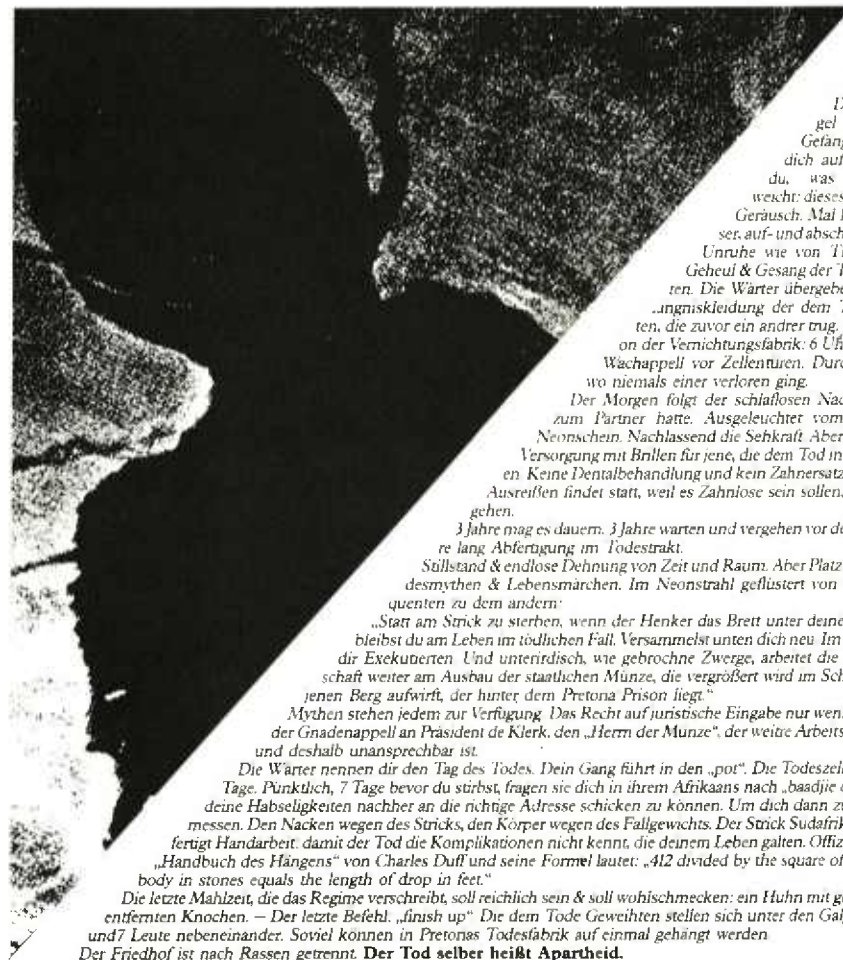 D
gel
Gefang
dich auf
du, was
weicht: dieses
Geräusch. Mal l
ser, auf- und absch
Unruhe wie von Ti
Geheul & Gesang der T
ten. Die Wärter übergebe
ngniskleidung der dem T
ten, die zuvor ein andrer trug.
on der Vernichtungsfabrik: 6 Uh
Wachappell vor Zellentüren. Durc
wo niemals einer verloren ging.
Der Morgen folgt der schlaflosen Nac
zum Partner hatte. Ausgeleuchtet vom
Neonschein. Nachlassend die Sehkraft Aber
Versorgung mit Brillen für jene, die dem Tod in
en. Keine Dentalbehandlung und kein Zahnersatz
Ausreißen findet statt, weil es Zahnlose sein sollen,
gehen.
3 Jahre mag es dauern. 3 Jahre warten und vergehen vor de
re lang Abfertigung im Todestrakt.
Stillstand & endlose Dehnung von Zeit und Raum. Aber Platz
desmythen & Lebensmärchen. Im Neonstrahl geflüstert von
quenten zu dem andern:
„Statt am Strick zu sterben, wenn der Henker das Brett unter deine
bleibst du am Leben im tödlichen Fall. Versammelst unten dich neu. Im
dir Exekutierten. Und unterirdisch, wie gebrochne Zwerge, arbeitet die
schaft weiter am Ausbau der staatlichen Münze, die vergrößert wird im Sch
jenen Berg aufwirft, der hinter dem Pretoria Prison liegt.“
Mythen stehen jedem zur Verfügung. Das Recht auf juristische Eingabe nur wen
der Gnadenappell an Präsident de Klerk, den „Herrn der Münze“, der weitre Arbeits
und deshalb unansprechbar ist.
Die Wärter nennen dir den Tag des Todes. Dein Gang führt in den „pot“. Die Todeszell
Tage. Pünktlich, 7 Tage bevor du stirbst, fragen sie dich in ihrem Afrikaans nach „baadjie
deine Habseligkeiten nachher an die richtige Adresse schicken zu können. Um dich dann z
messen. Den Nacken wegen des Stricks, den Körper wegen des Fallgewichts. Der Strick Südafrik
fertigt Handarbeit, damit der Tod die Komplikationen nicht kennt, die deinem Leben galten. Offiz
„Handbuch des Hängens“ von Charles Duff und seine Formel lautet: „412 divided by the square of
body in stones equals the length of drop in feet.“
Die letzte Mahlzeit, die das Regime verschreibt, soll reichlich sein & soll wohlschmecken: ein Huhn mit g
entfernten Knochen. – Der letzte Befehl: „finish up“ Die dem Tode Geweihten stellen sich unter den Gal
und 7 Leute nebeneinander. Soviel können in Pretorias Todesfabrik auf einmal gehängt werden
Der Friedhof ist nach Rassen getrennt. Der Tod selber heißt Apartheid.